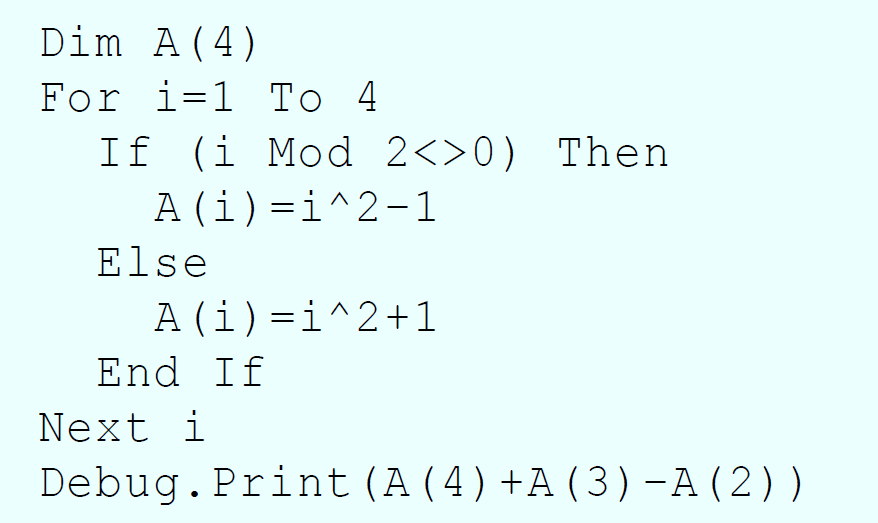 Dim A(4)
For i=1 To 4
  If (i Mod 2<>0) Then
    A(i)=i^2-1
  Else
    A(i)=i^2+1
  End If
Next i
Debug.Print(A(4)+A(3)-A(2))